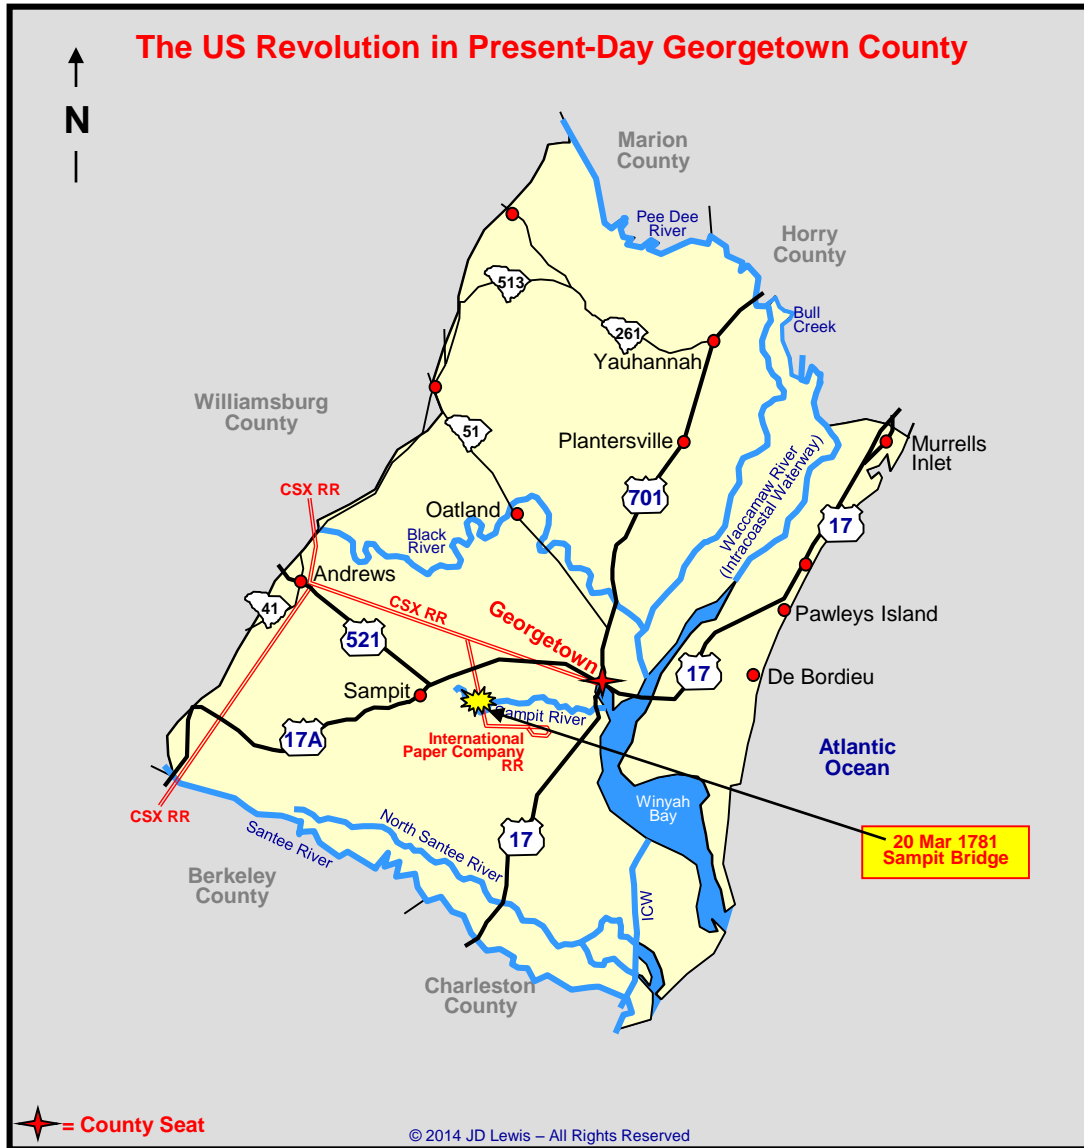 The US Revolution in Present-Day Georgetown County
N
Marion
County
Pee Dee
River
Horry
County
513
Bull
Creek
261
Yauhannah
Williamsburg
County
51
Plantersville
Murrells
Inlet
CSX RR
701
Waccamaw River
(Intracoastal Waterway)
Oatland
17
Black
River
Andrews
41
CSX RR
Georgetown
Pawleys Island
521
17
De Bordieu
Sampit
Sampit River
17A
International
Paper Company
RR
Atlantic
Ocean
CSX RR
Winyah
Bay
Santee River
North Santee River
17
20 Mar 1781
Sampit Bridge
Berkeley
County
ICW
Charleston
County
= County Seat
© 2014 JD Lewis – All Rights Reserved